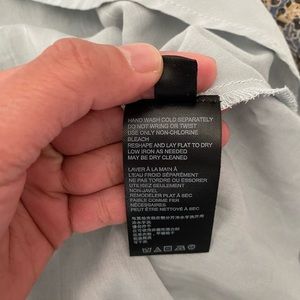 HAND WASH COLD SEPARATELY
DO NOT WRING OR TWIST
USE ONLY NON-CHLORINE
BLEACH
RESHAPE AND LAY FLAT TO DRY
LOW IRON AS NEEDED
MAY BE DRY CLEANED
LAVER À LA MAIN À
L'EAU FROID SÉPARÉMENT
NE PAS TORDRE OU ESSORER
UTILISEZ SEULEMENT
NON-JAVEL
REMODELER PLAT À SEC
FAIBLE COMME FER
NÉCESSAIRES
PEUT ÊTRE NETTOYÉ À SEC